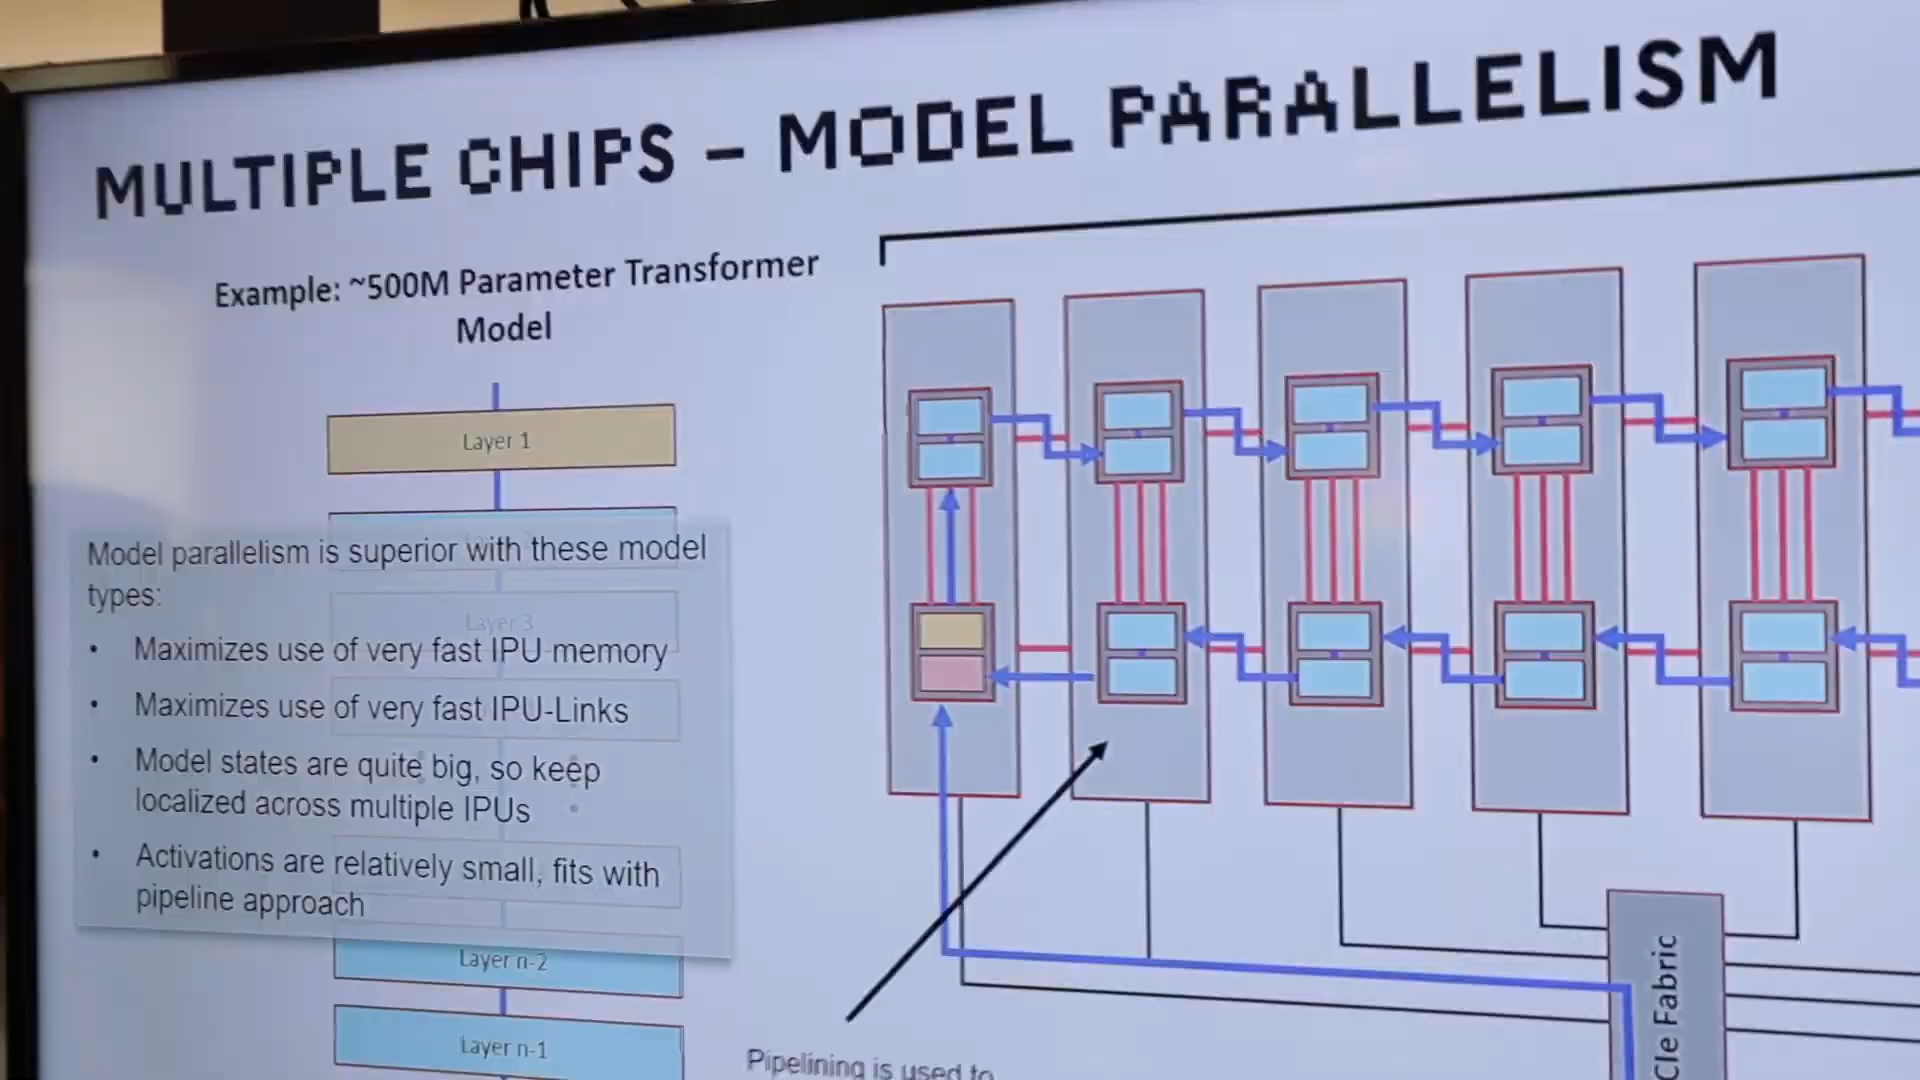 MULTIPLE CHIPS – MODEL PARALLELISM
Example: ~500M Parameter Transformer
Model
Layer 1
Model parallelism is superior with these model
types:
Layer 3
• Maximizes use of very fast IPU memory
• Maximizes use of very fast IPU-Links
• Model states are quite big, so keep
localized across multiple IPUs
• Activations are relatively small, fits with
pipeline approach
Layer n-2
Layer n-1
Pipelining is used to
CIe Fabric